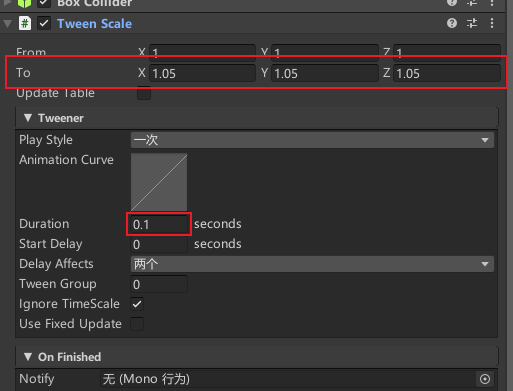 Box Collider
# Tween Scale
From X 1 Y 1 Z 1
To X 1.05 Y 1.05 Z 1.05
Update Table
▼ Tweener
Play Style 一次
Animation Curve
Duration 0.1 seconds
Start Delay 0 seconds
Delay Affects 两个
Tween Group 0
Ignore TimeScale
Use Fixed Update
▼ On Finished
Notify 无 (Mono 行为)